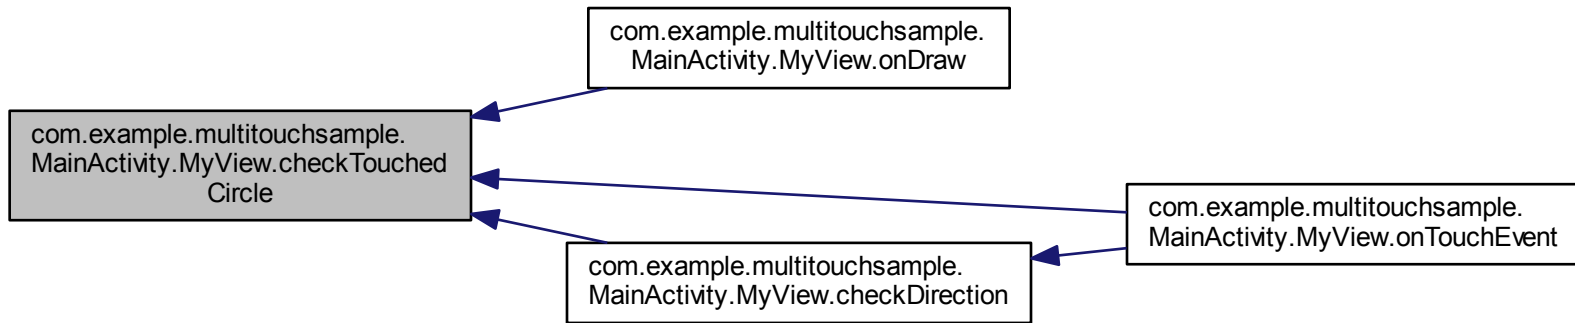 com.example.multitouchsample.
MainActivity.MyView.onDraw
com.example.multitouchsample.
MainActivity.MyView.checkTouched
Circle
com.example.multitouchsample.
MainActivity.MyView.onTouchEvent
com.example.multitouchsample.
MainActivity.MyView.checkDirection